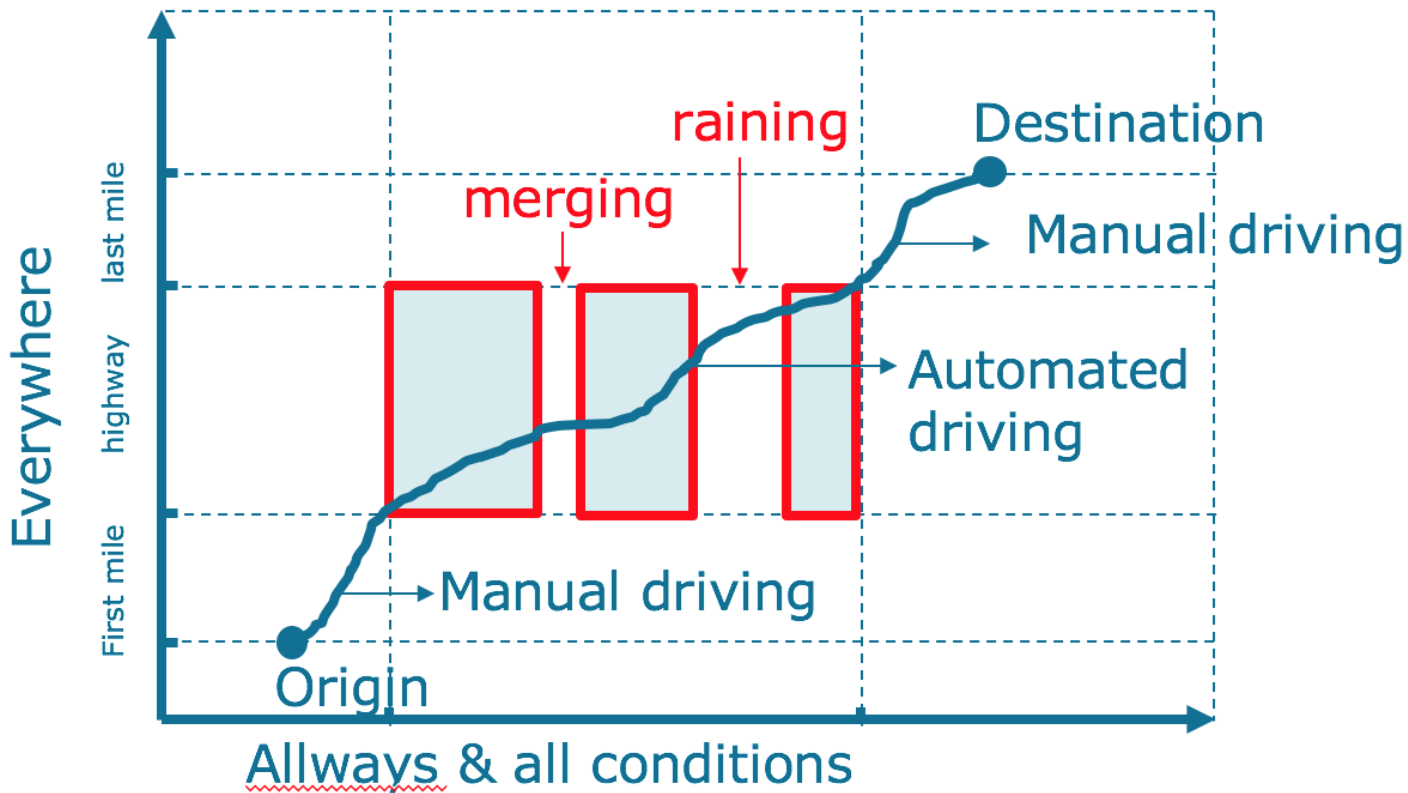 raining
Destination
merging
Manual driving
Automated
driving
Manual driving
Origin
Everywhere
last mile
highway
First mile
Allways & all conditions